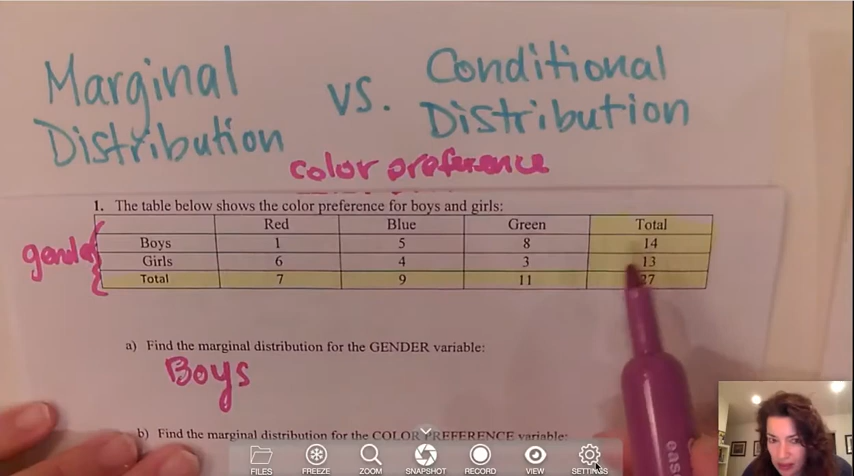 Marginal Distribution
vs.
Conditional Distribution
color preference
1. The table below shows the color preference for boys and girls:
Red Blue Green Total
gender
Boys 1 5 8 14
Girls 6 4 3 13
Total 7 9 11 27
a) Find the marginal distribution for the GENDER variable:
Boys
b) Find the marginal distribution for the COLOR PREFERENCE variable:
FILES FREEZE ZOOM SNAPSHOT RECORD VIEW SETTINGS
eas